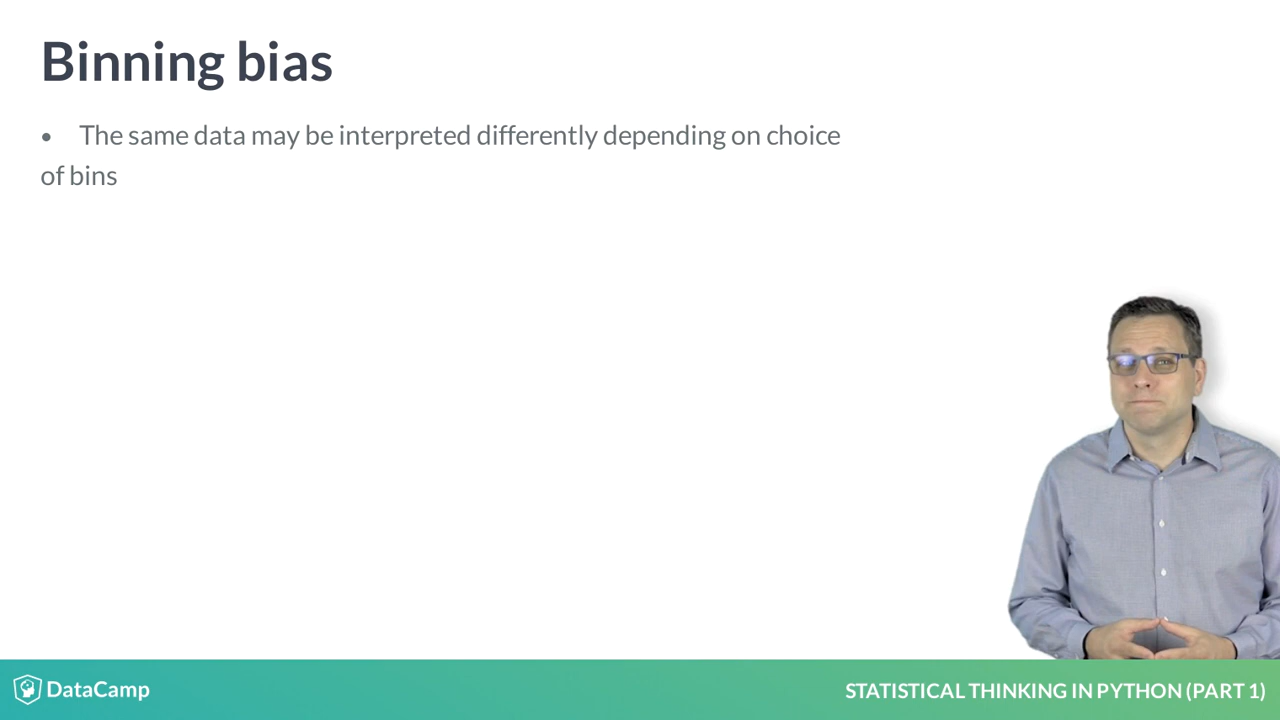 Binning bias
• The same data may be interpreted differently depending on choice
of bins
DataCamp
STATISTICAL THINKING IN PYTHON (PART 1)